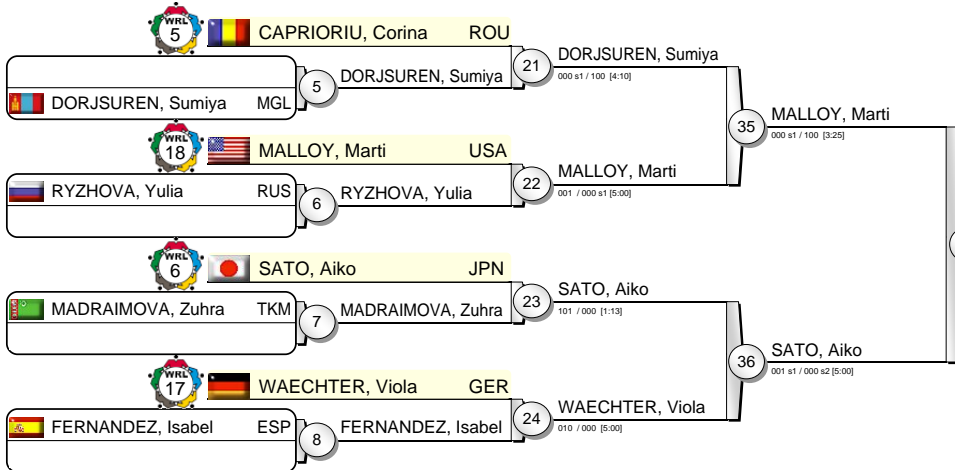 WRL 5 CAPRIORIU, Corina ROU
5 DORJSUREN, Sumiya
DORJSUREN, Sumiya MGL
21 DORJSUREN, Sumiya
000 s1 / 100 [4:10]
WRL 18 MALLOY, Marti USA
RYZHOVA, Yulia RUS
6 RYZHOVA, Yulia
22 MALLOY, Marti
001 / 000 s1 [5:00]
35 MALLOY, Marti
000 s1 / 100 [3:25]
WRL 6 SATO, Aiko JPN
MADRAIMOVA, Zuhra TKM
7 MADRAIMOVA, Zuhra
23 SATO, Aiko
101 / 000 [1:13]
WRL 17 WAECHTER, Viola GER
FERNANDEZ, Isabel ESP
8 FERNANDEZ, Isabel
24 WAECHTER, Viola
010 / 000 [5:00]
36 SATO, Aiko
001 s1 / 000 s2 [5:00]